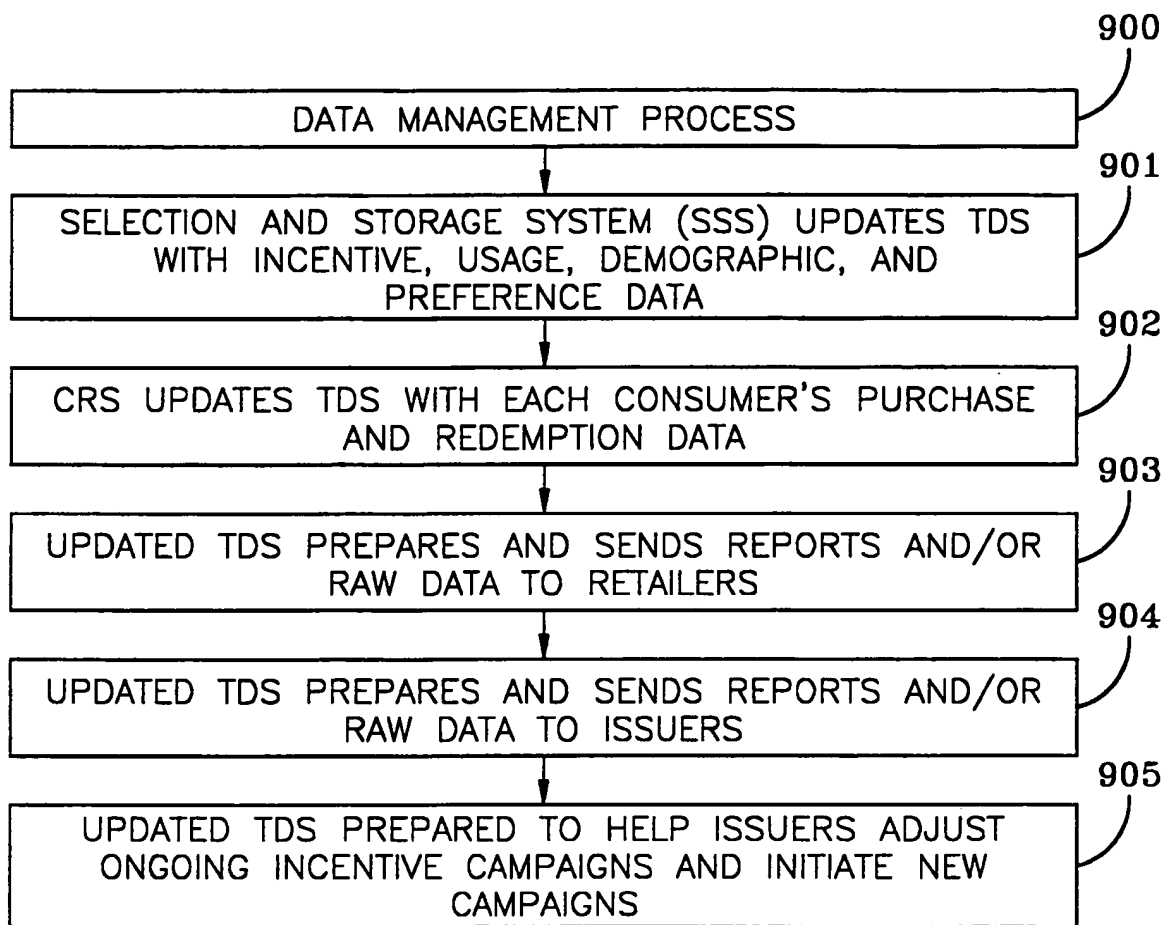 900
DATA MANAGEMENT PROCESS
901
SELECTION AND STORAGE SYSTEM (SSS) UPDATES TDS
WITH INCENTIVE, USAGE, DEMOGRAPHIC, AND
PREFERENCE DATA
902
CRS UPDATES TDS WITH EACH CONSUMER'S PURCHASE
AND REDEMPTION DATA
903
UPDATED TDS PREPARES AND SENDS REPORTS AND/OR
RAW DATA TO RETAILERS
904
UPDATED TDS PREPARES AND SENDS REPORTS AND/OR
RAW DATA TO ISSUERS
905
UPDATED TDS PREPARED TO HELP ISSUERS ADJUST
ONGOING INCENTIVE CAMPAIGNS AND INITIATE NEW
CAMPAIGNS